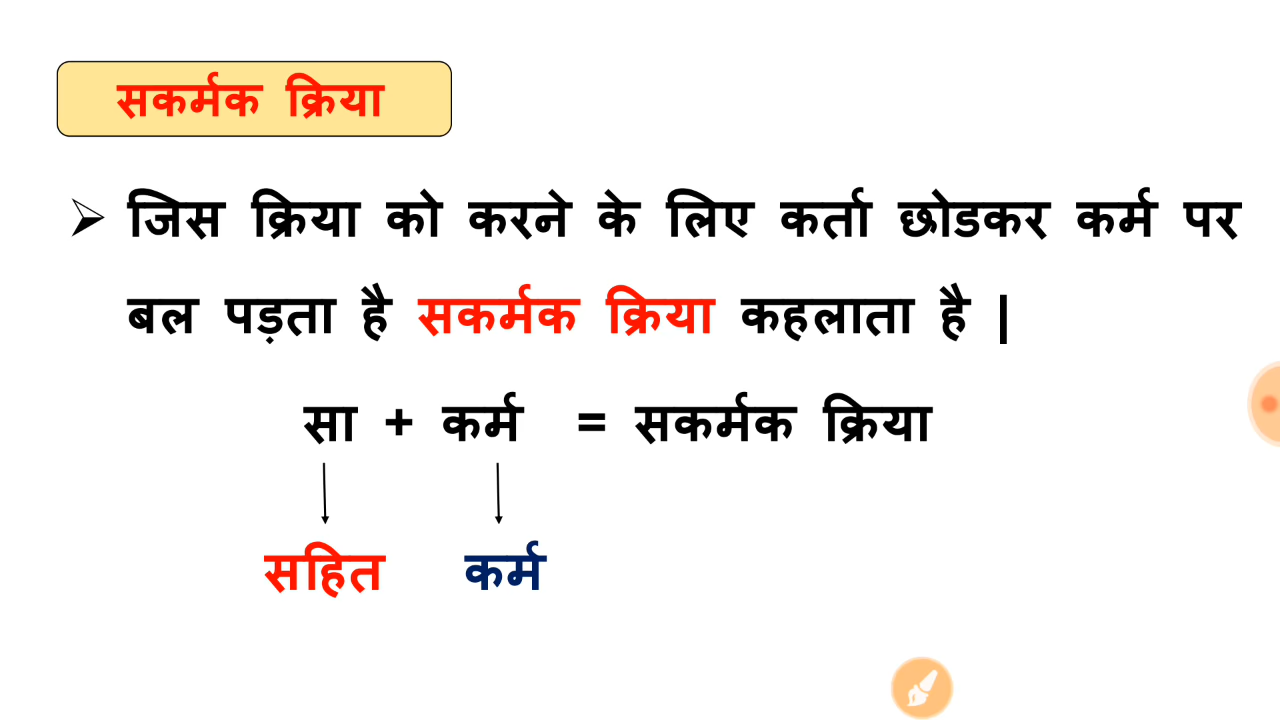 सकर्मक क्रिया
जिस क्रिया को करने के लिए कर्ता छोडकर कर्म पर
बल पड़ता है सकर्मक क्रिया कहलाता है |
सा + कर्म = सकर्मक क्रिया
सहित कर्म